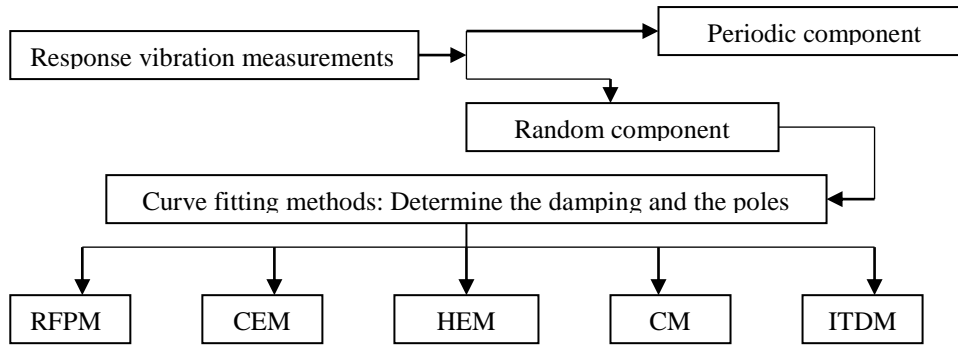 Periodic component
Response vibration measurements
Random component
Curve fitting methods: Determine the damping and the poles
RFPM
CEM
HEM
CM
ITDM